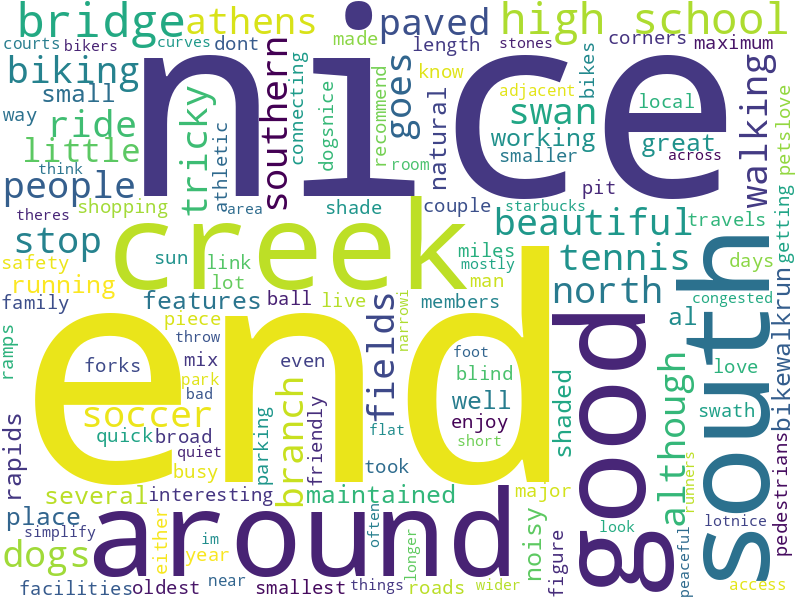 bridge
athens
paved
high school
courts
bikers
curves
dont
made
length
stones
corners
maximum
nice
biking
small
way
ride
little
think
people
theres
shopping
tricky
athletic
area
southern
connecting
dogsnice
recommend
room
goes
natural
know
adjacent
bikes
swan
working
smaller
local
great
across
walking
petslove
pit
shade
couple
starbucks
stop
creek
beautiful
travels
getting
safety
running
sun
link
lot
miles
mostly
man
tennis
days
family
features
ball
live
fields
narrowi
members
north
al
congested
south
bikewalkrun
ramps
piece
throw
mix
even
end
forks
park
bad
foot
blind
well
enjoy
short
shaded
good
although
love
swath
soccer
quick
broad
quiet
busy
parking
branch
friendly
flat
took
rapids
several
interesting
maintained
major
runners
look
lotnice
pedestrians
place
simplify
around
either
im
year
often
longer
noisy
figure
peaceful
access
dogs
facilities
oldest
near
smallest
things
roads
wider